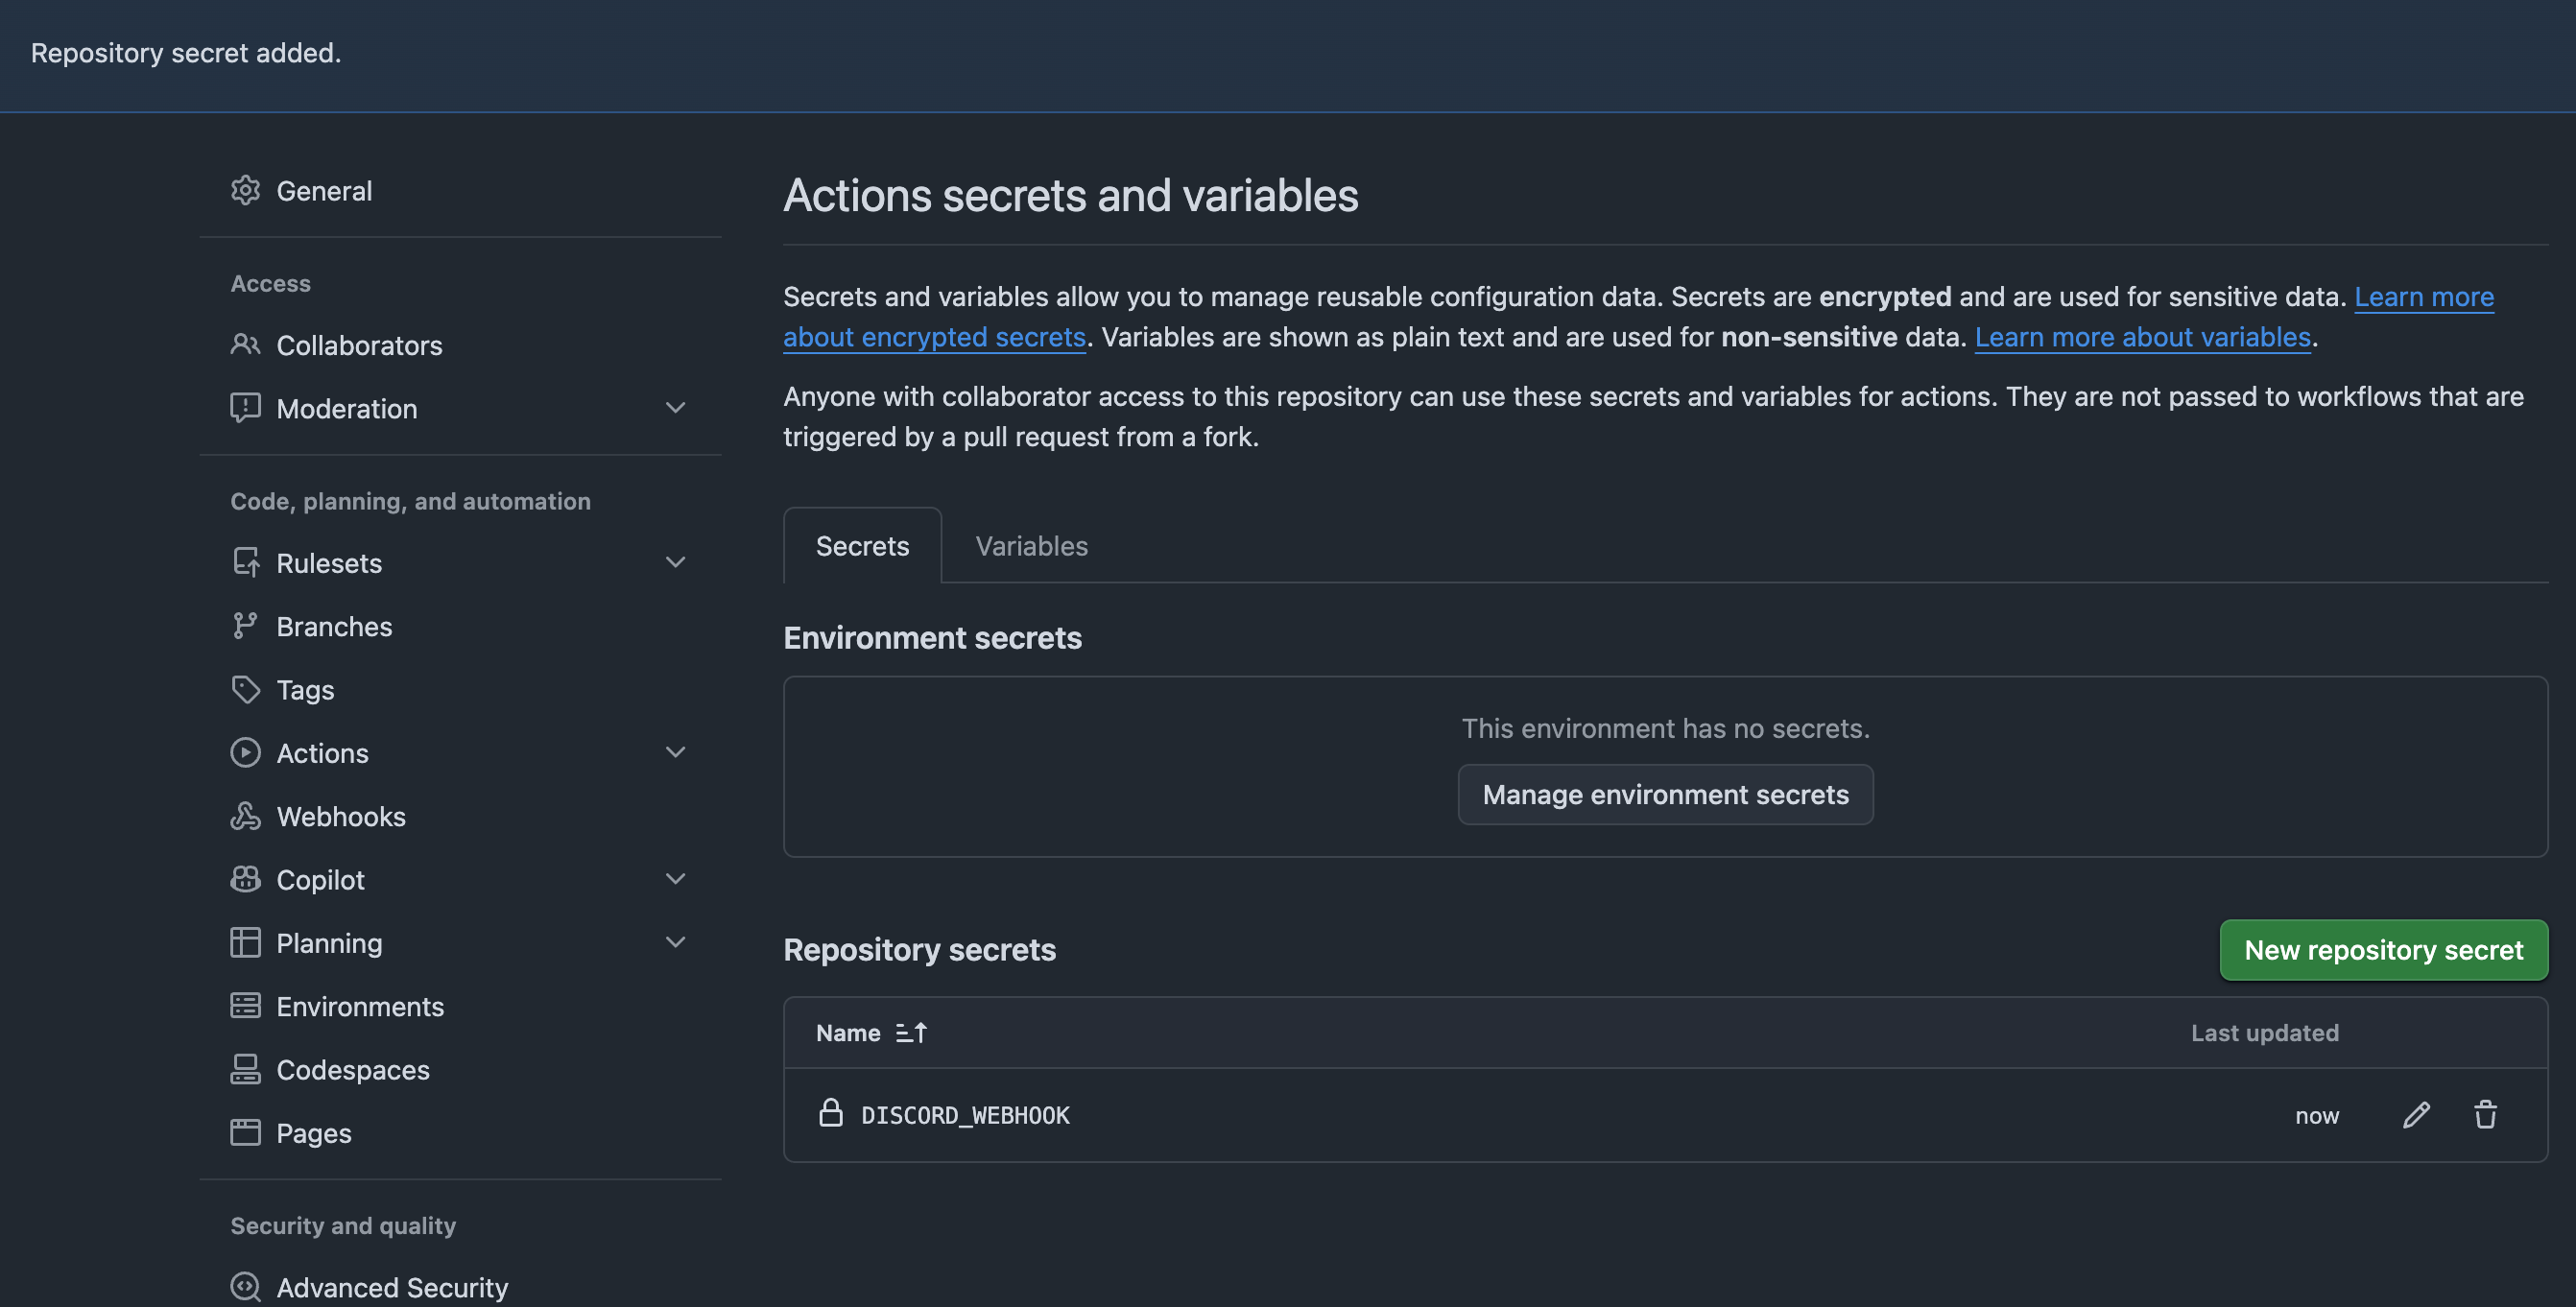 Repository secret added.
General
Access
Collaborators
Moderation
Code, planning, and automation
Rulesets
Branches
Tags
Actions
Webhooks
Copilot
Planning
Environments
Codespaces
Pages
Security and quality
Advanced Security
Actions secrets and variables
Secrets and variables allow you to manage reusable configuration data. Secrets are encrypted and are used for sensitive data. Learn more
about encrypted secrets. Variables are shown as plain text and are used for non-sensitive data. Learn more about variables.
Anyone with collaborator access to this repository can use these secrets and variables for actions. They are not passed to workflows that are
triggered by a pull request from a fork.
Secrets Variables
Environment secrets
This environment has no secrets.
Manage environment secrets
Repository secrets New repository secret
Name Last updated
DISCORD_WEBHOOK now